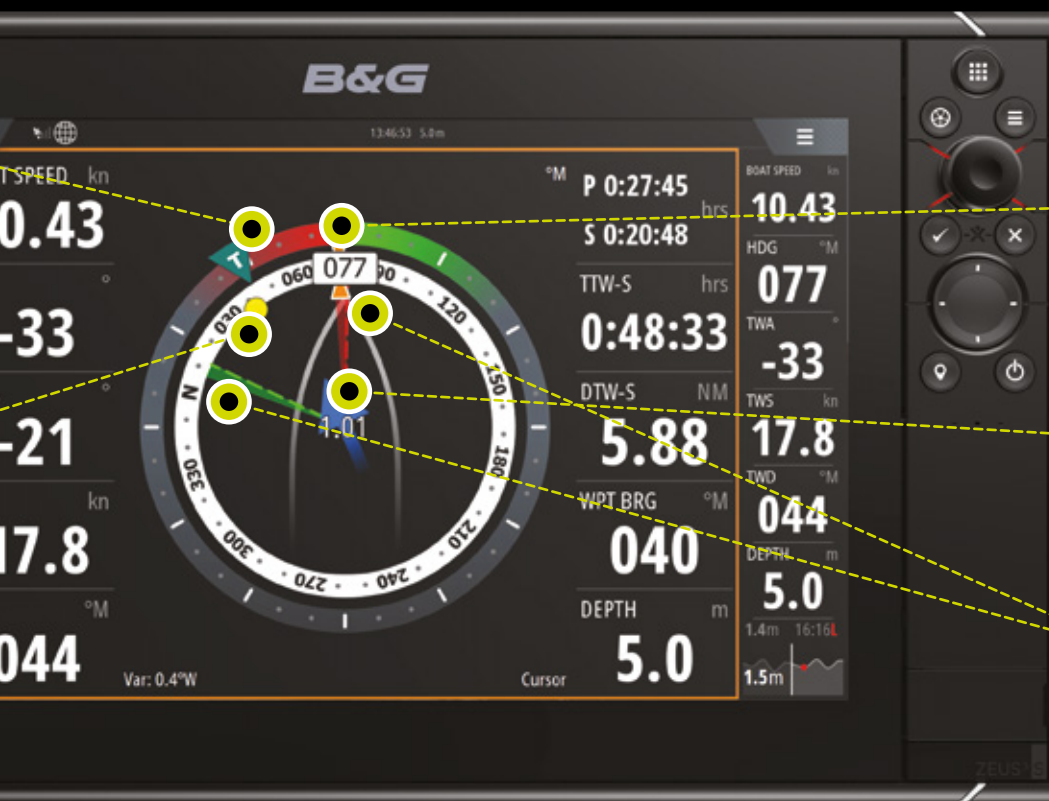 B&G
13:46:53 5.0m
T SPEED kn
0.43
°
-33
°
-21
kn
17.8
°M
044
Var: 0.4°W
T
077
060
90
120
150
180
210
240
270
300
330
N
030
1.01
Cursor
°M
P 0:27:45
hrs
S 0:20:48
TTW-S hrs
0:48:33
DTW-S NM
5.88
WPT BRG °M
040
DEPTH m
5.0
BOAT SPEED kn
10.43
HDG °M
077
TWA °
-33
TWS kn
17.8
TWD °M
044
DEPTH m
5.0
1.4m 16:16L
1.5m
ZEUS S